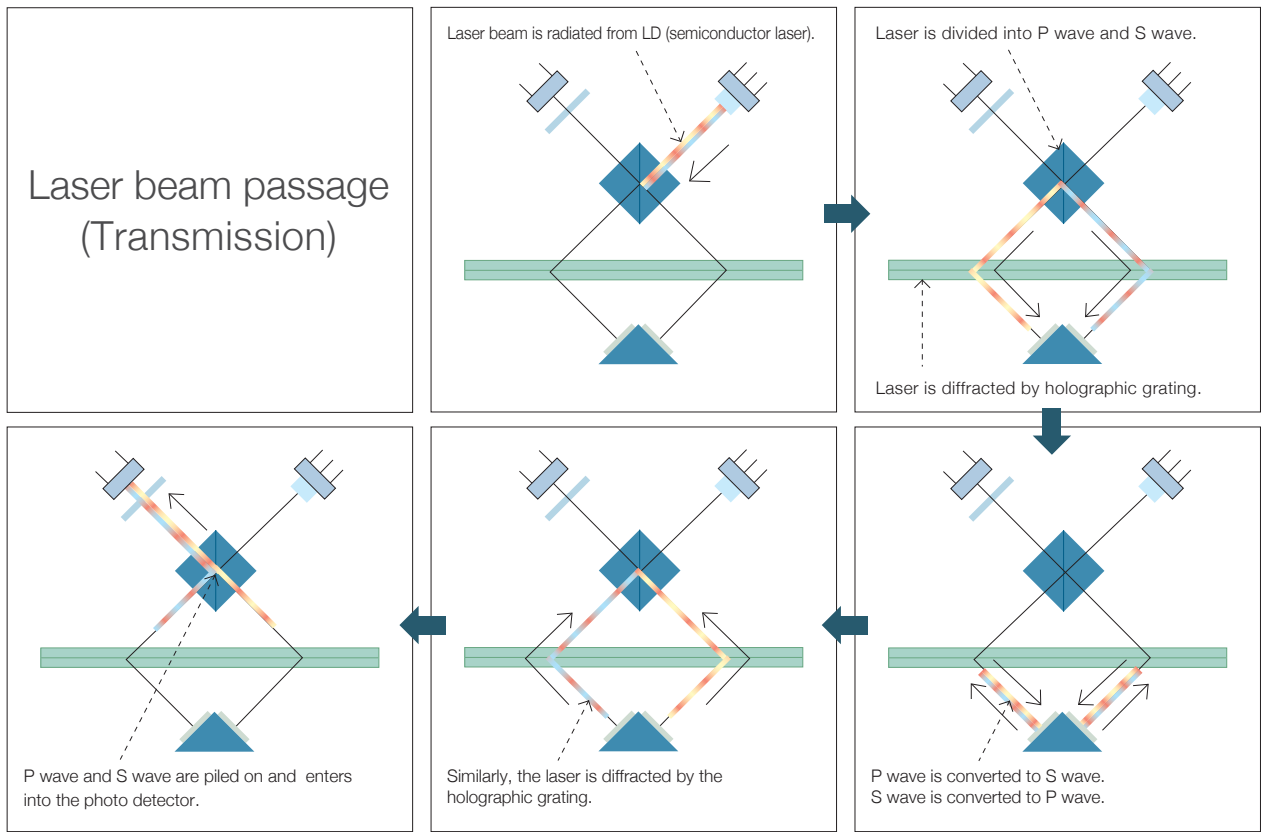 Laser beam passage
(Transmission)
Laser beam is radiated from LD (semiconductor laser).
Laser is divided into P wave and S wave.
Laser is diffracted by holographic grating.
P wave is converted to S wave.
S wave is converted to P wave.
Similarly, the laser is diffracted by the
holographic grating.
P wave and S wave are piled on and enters
into the photo detector.